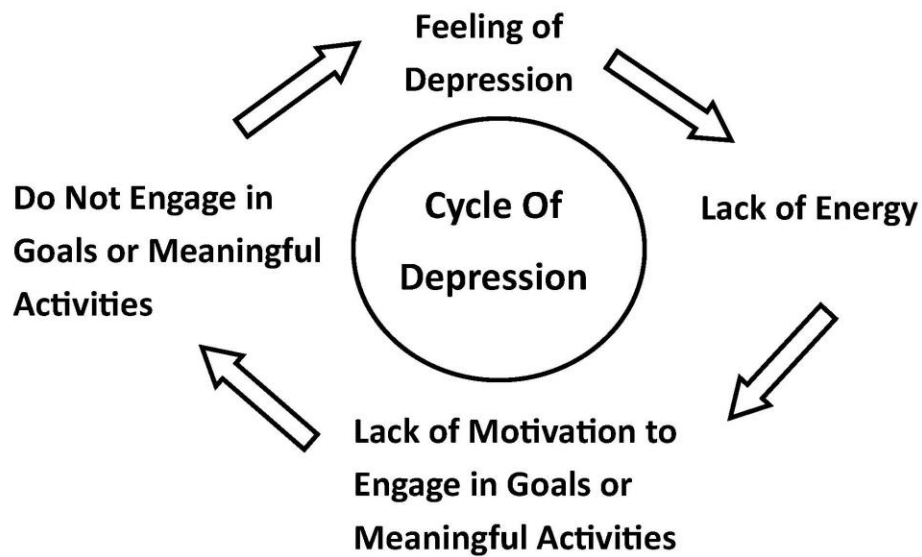 Feeling of
Depression
Lack of Energy
Lack of Motivation to
Engage in Goals or
Meaningful Activities
Do Not Engage in
Goals or Meaningful
Activities
Cycle Of
Depression